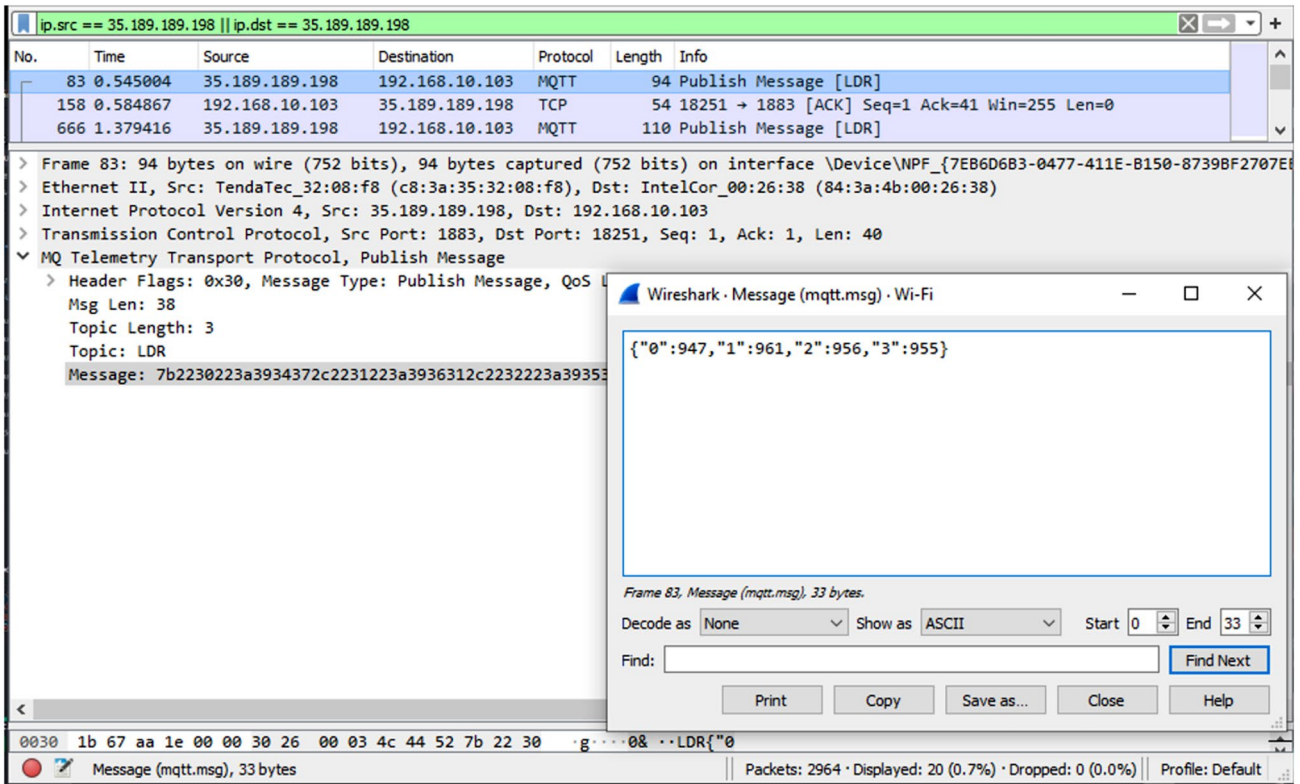 ip.src == 35.189.189.198 || ip.dst == 35.189.189.198
No. Time Source Destination Protocol Length Info
83 0.545004 35.189.189.198 192.168.10.103 MQTT 94 Publish Message [LDR]
158 0.584867 192.168.10.103 35.189.189.198 TCP 54 18251 → 1883 [ACK] Seq=1 Ack=41 Win=255 Len=0
666 1.379416 35.189.189.198 192.168.10.103 MQTT 110 Publish Message [LDR]
Frame 83: 94 bytes on wire (752 bits), 94 bytes captured (752 bits) on interface \Device\NPF_{7EB6D6B3-0477-411E-B150-8739BF2707E
Ethernet II, Src: TendaTec_32:08:f8 (c8:3a:35:32:08:f8), Dst: IntelCor_00:26:38 (84:3a:4b:00:26:38)
Internet Protocol Version 4, Src: 35.189.189.198, Dst: 192.168.10.103
Transmission Control Protocol, Src Port: 1883, Dst Port: 18251, Seq: 1, Ack: 1, Len: 40
MQ Telemetry Transport Protocol, Publish Message
Header Flags: 0x30, Message Type: Publish Message, QoS
Msg Len: 38
Topic Length: 3
Topic: LDR
Message: 7b2230223a3934372c2231223a3936312c2232223a39353
Wireshark · Message (mqtt.msg) · Wi-Fi
{"0":947,"1":961,"2":956,"3":955}
Frame 83, Message (mqtt.msg), 33 bytes.
Decode as None Show as ASCII Start 0 End 33
Find: Find Next
Print Copy Save as... Close Help
0030 1b 67 aa 1e 00 00 30 26 00 03 4c 44 52 7b 22 30 ·g····0& ··LDR{"0
Message (mqtt.msg), 33 bytes Packets: 2964 · Displayed: 20 (0.7%) · Dropped: 0 (0.0%) Profile: Default